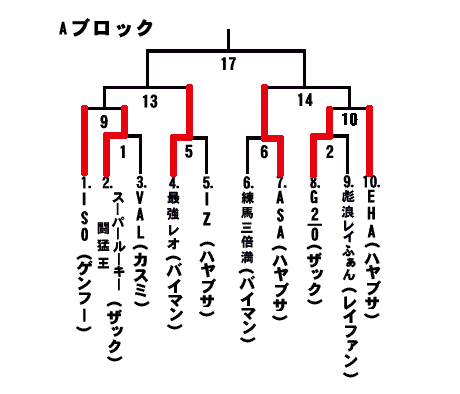 Aブロック
17
13
14
9
10
1
5
6
2
1.ISO(ゲンフー)
2.スーパールーキー闘猛王(ザック)
3.VAL(カスミ)
4.最強レオ(バイマン)
5.IZ(ハヤブサ)
6.練馬三倍満(バイマン)
7.ASA(ハヤブサ)
8.G2/0(ザック)
9.彪浪レイふぁん(レイファン)
10.EHA(ハヤブサ)